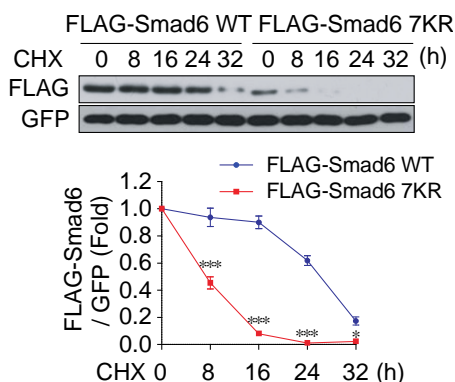 FLAG-Smad6 WT FLAG-Smad6 7KR
CHX 0 8 16 24 32 0 8 16 24 32 (h)
FLAG
GFP
FLAG-Smad6 WT
FLAG-Smad6 7KR
FLAG-Smad6
/ GFP (Fold)
1.2
1.0
0.8
0.6
0.4
0.2
0.0
*** *** *** *
CHX 0 8 16 24 32 (h)